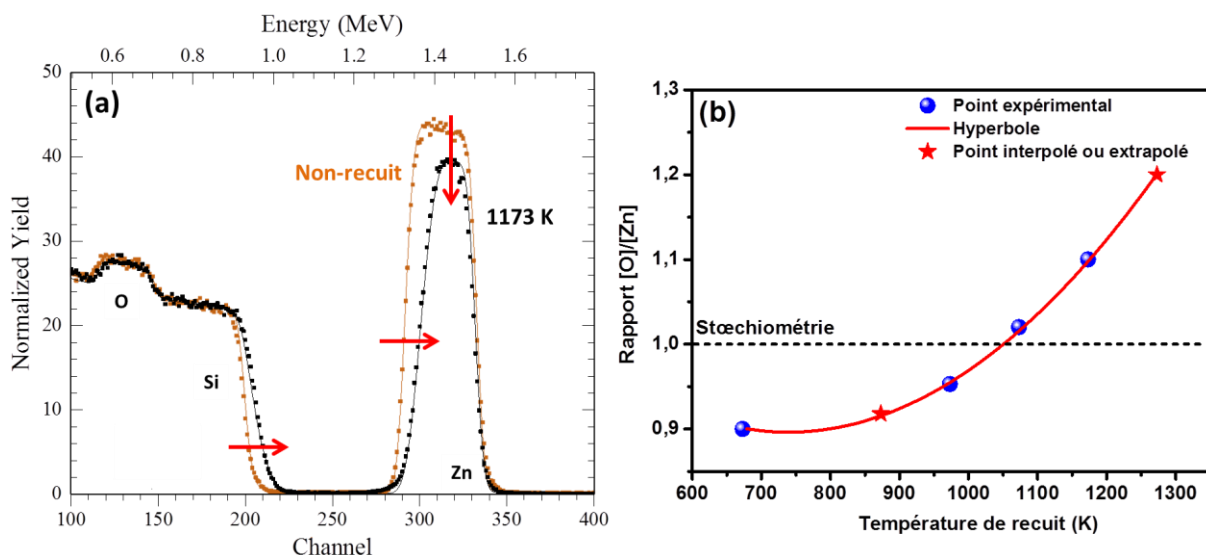 Energy (MeV)
0.6 0.8 1.0 1.2 1.4 1.6
50
40
30
20
10
0
Normalized Yield
(a)
Non-recuit
1173 K
O
Si
Zn
100 150 200 250 300 350 400
Channel
1,3
1,2
1,1
1,0
0,9
Rapport [O]/[Zn]
(b)
Point expérimental
Hyperbole
Point interpolé ou extrapolé
Stœchiométrie
600 700 800 900 1000 1100 1200 1300
Température de recuit (K)